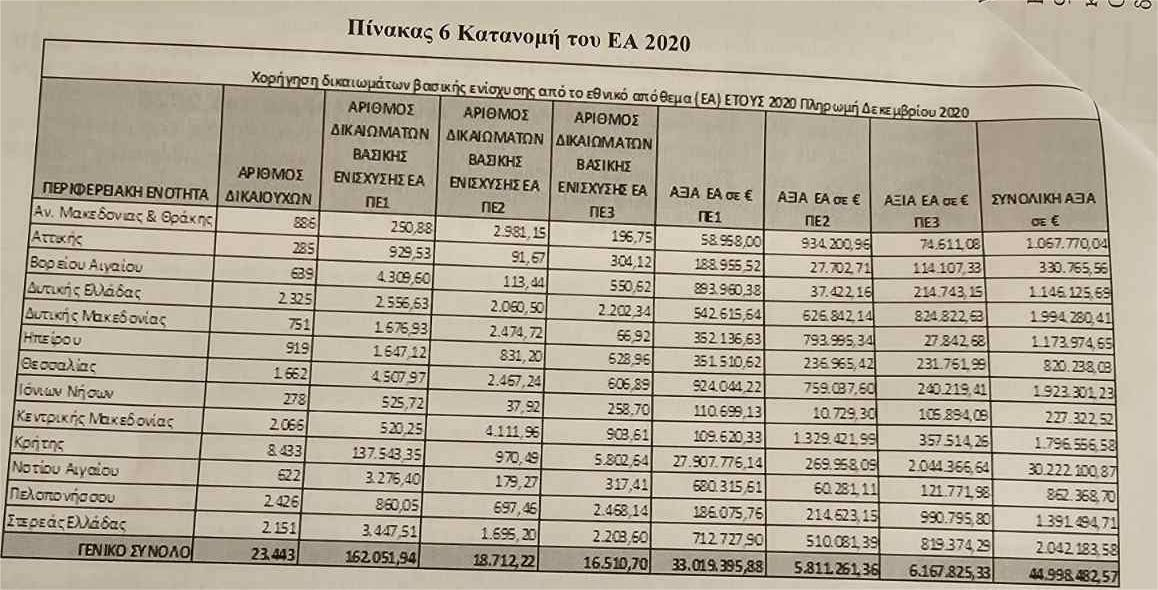 Πίνακας 6 Κατανομή του ΕΑ 2020
Χορήγηση δικαιωμάτων βασικής ενίσχυσης από το εθνικό απόθεμα (ΕΑ) ΕΤΟΥΣ 2020 Πληρωμή Δεκεμβρίου 2020
ΠΕΡΙΦΕΡΕΙΑΚΗ ΕΝΟΤΗΤΑ ΑΡΙΘΜΟΣ ΔΙΚΑΙΟΥΧΩΝ ΑΡΙΘΜΟΣ ΔΙΚΑΙΩΜΑΤΩΝ ΒΑΣΙΚΗΣ ΕΝΙΣΧΥΣΗΣ ΕΑ ΠΕ1 ΑΡΙΘΜΟΣ ΔΙΚΑΙΩΜΑΤΩΝ ΒΑΣΙΚΗΣ ΕΝΙΣΧΥΣΗΣ ΕΑ ΠΕ2 ΑΡΙΘΜΟΣ ΔΙΚΑΙΩΜΑΤΩΝ ΒΑΣΙΚΗΣ ΕΝΙΣΧΥΣΗΣ ΕΑ ΠΕ3 ΑΞΙΑ ΕΑ σε € ΠΕ1 ΑΞΙΑ ΕΑ σε € ΠΕ2 ΑΞΙΑ ΕΑ σε € ΠΕ3 ΣΥΝΟΛΙΚΗ ΑΞΙΑ σε €
Αν. Μακεδονίας & Θράκης 886 250,88 2.981,15 196,75 58.958,00 934.200,96 74.611,08 1.067.770,04
Αττικής 285 929,53 91,67 304,12 188.955,52 27.702,71 114.107,33 330.765,56
Βορείου Αιγαίου 639 4.309,60 113,44 550,62 893.960,38 37.422,16 214.743,15 1.146.125,69
Δυτικής Ελλάδας 2.325 2.556,63 2.060,50 2.202,34 542.615,64 626.842,14 824.822,63 1.994.280,41
Δυτικής Μακεδονίας 751 1.676,93 2.474,72 66,92 352.136,63 793.995,34 27.842,68 1.173.974,65
Ηπείρου 919 1.647,12 831,20 628,96 351.510,62 236.965,42 231.761,99 820.238,03
Θεσσαλίας 1.662 4.507,97 2.467,24 606,89 924.044,22 759.037,60 240.219,41 1.923.301,23
Ιόνιων Νήσων 278 525,72 37,92 258,70 110.699,13 10.729,30 105.894,09 227.322,52
Κεντρικής Μακεδονίας 2.066 520,25 4.111,96 903,61 109.620,33 1.329.421,99 357.514,26 1.796.556,58
Κρήτης 8.433 137.543,35 970,49 5.802,64 27.907.776,14 269.958,09 2.044.366,64 30.222.100,87
Νοτίου Αιγαίου 622 3.276,40 179,27 317,41 680.315,61 60.281,11 121.771,98 862.368,70
Πελοπονήσσου 2.426 860,05 697,46 2.468,14 186.075,76 214.623,15 990.795,80 1.391.494,71
Στερεάς Ελλάδας 2.151 3.447,51 1.695,20 2.203,60 712.727,90 510.081,39 819.374,29 2.042.183,58
ΓΕΝΙΚΟ ΣΥΝΟΛΟ 23.443 162.051,94 18.712,22 16.510,70 33.019.395,88 5.811.261,36 6.167.825,33 44.998.482,57